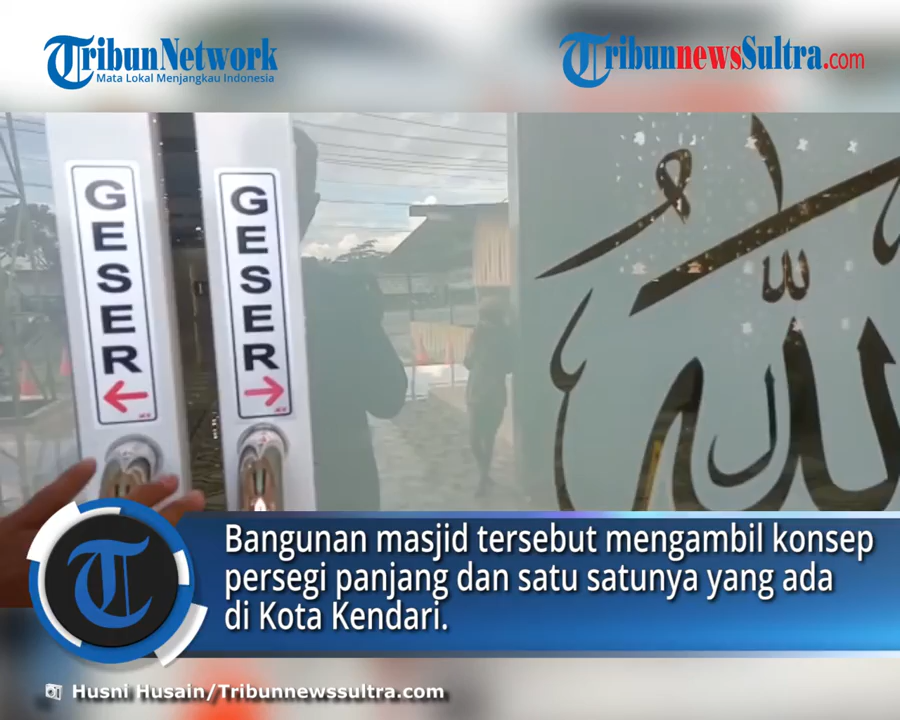 TribunNetwork
Mata Lokal Menjangkau Indonesia
TribunnewsSultra.com
GESER
GESER
الله
Bangunan masjid tersebut mengambil konsep
persegi panjang dan satu satunya yang ada
di Kota Kendari.
Husni Husain/Tribunnewssultra.com